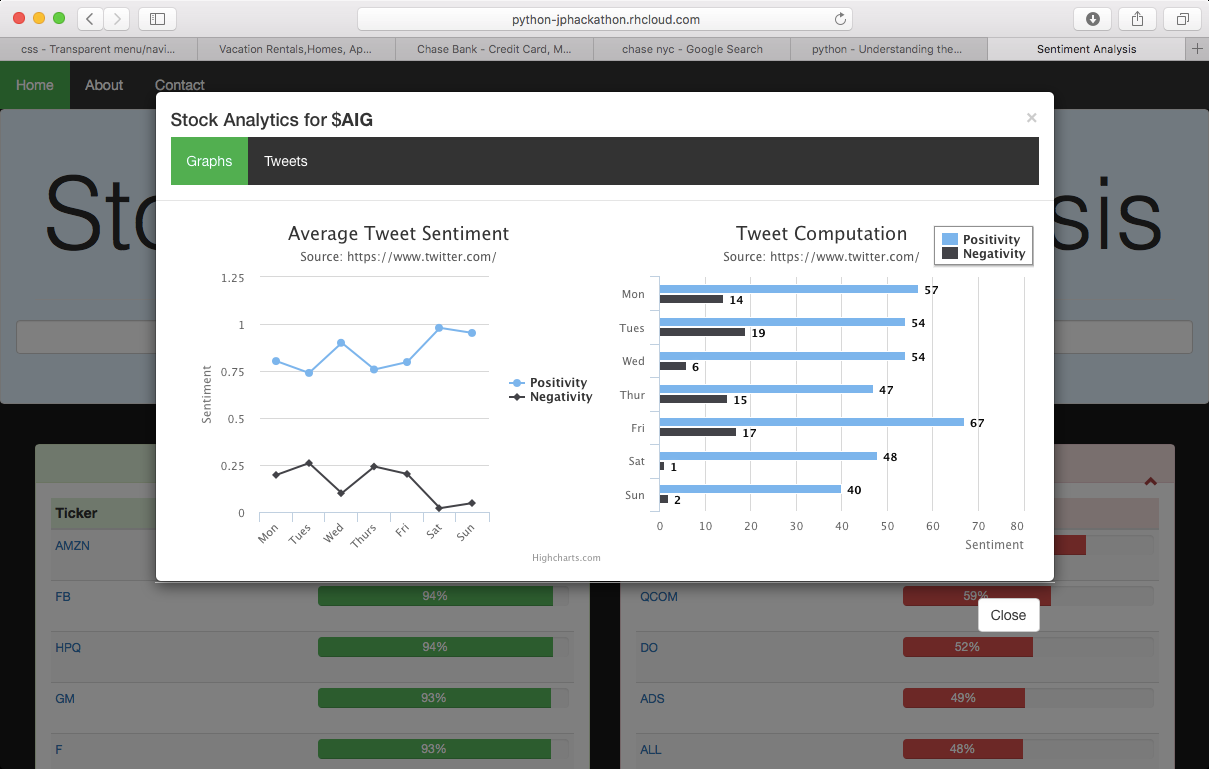 python-jphackathon.rhcloud.com
css - Transparent menu/navi... Vacation Rentals,Homes, Ap... Chase Bank - Credit Card, M... chase nyc - Google Search python - Understanding the... Sentiment Analysis
Home About Contact
Stock Analytics for $AIG ×
Graphs Tweets
Average Tweet Sentiment
Source: https://www.twitter.com/
1.25
1
0.75
0.5
0.25
0
Sentiment
Mon Tues Wed Thurs Fri Sat Sun
Positivity
Negativity
Highcharts.com
Tweet Computation
Source: https://www.twitter.com/
Positivity
Negativity
Mon 57
14
Tues 54
19
Wed 54
6
Thur 47
15
Fri 67
17
Sat 48
1
Sun 40
2
0 10 20 30 40 50 60 70 80
Sentiment
Close
sis
Ticker
AMZN
FB 94%
HPQ 94%
GM 93%
F 93%
QCOM 59%
DO 52%
ADS 49%
ALL 48%